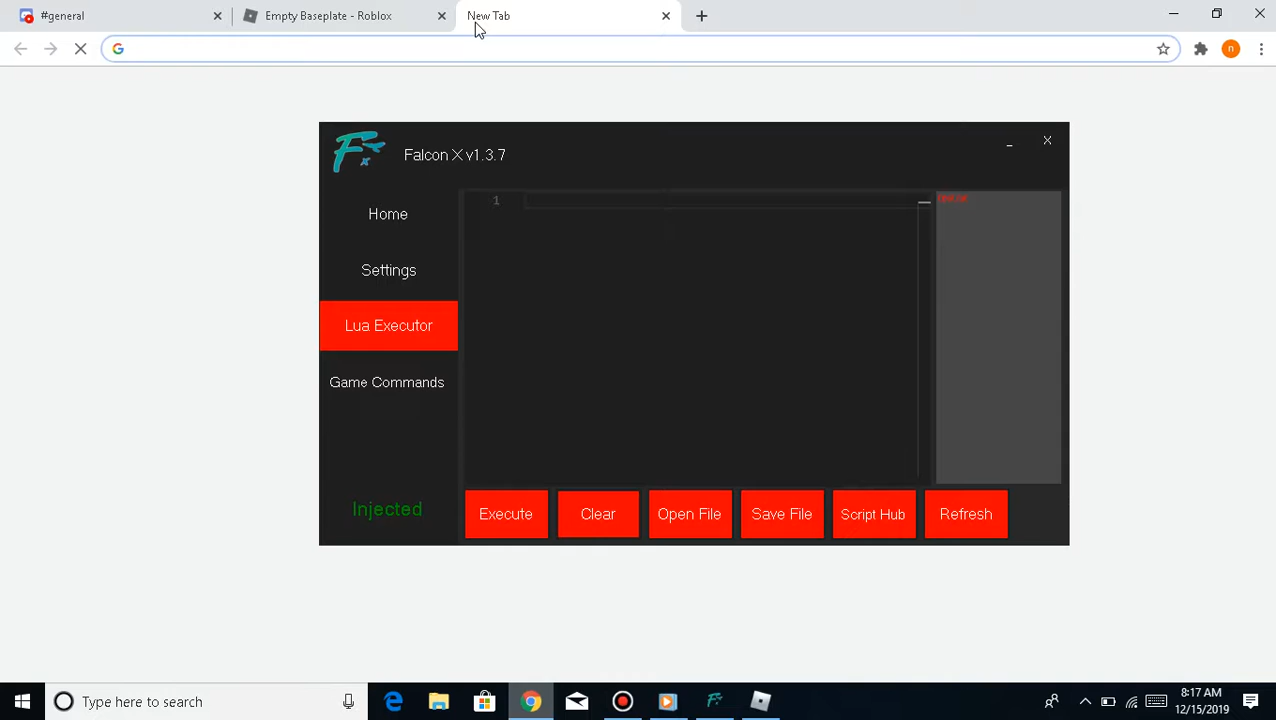 #general
Empty Baseplate - Roblox
New Tab
n
Falcon X v1.3.7
Home
Settings
Lua Executor
Game Commands
Injected
1
Execute
Clear
Open File
Save File
Script Hub
Refresh
Type here to search
8:17 AM
12/15/2019